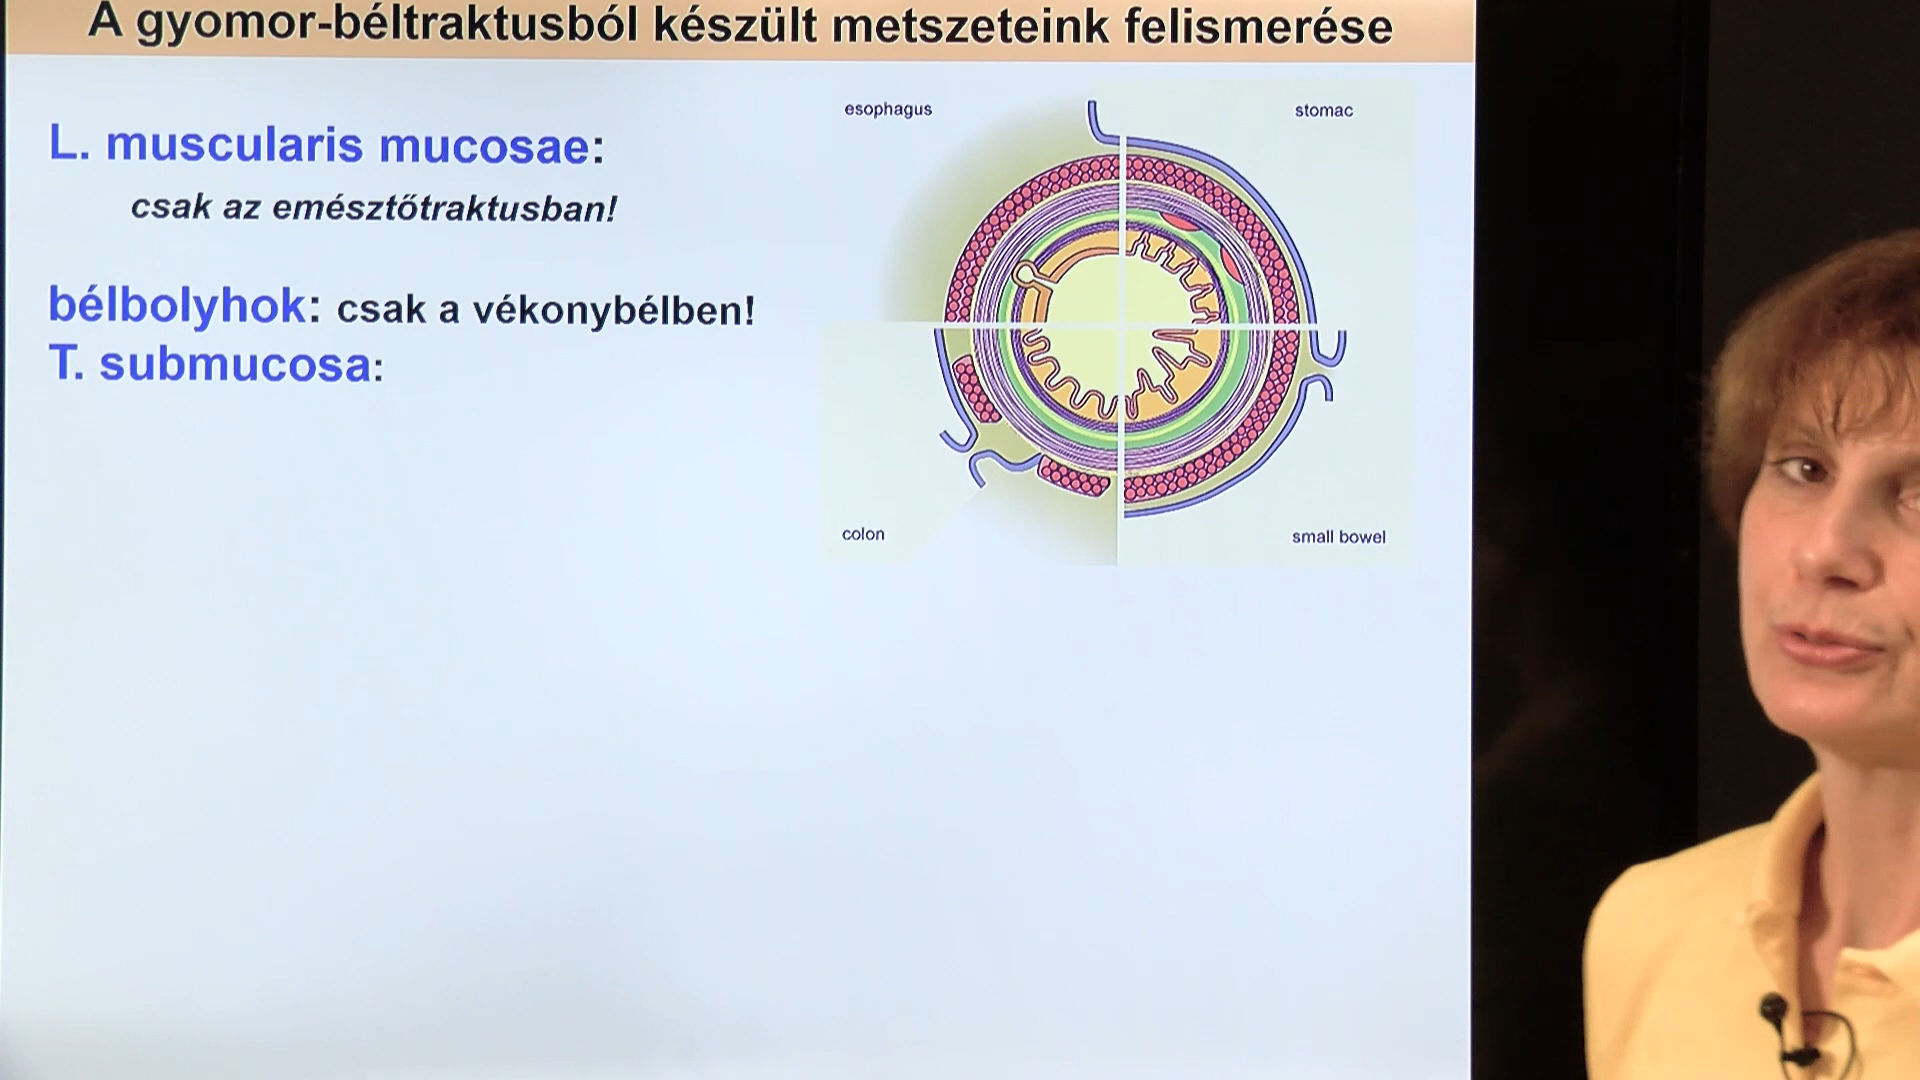 A gyomor-béltraktusból készült metszeteink felismerése
L. muscularis mucosae:
csak az emésztőtraktusban!
bélbolyhok: csak a vékonybélben!
T. submucosa:
esophagus
stomac
colon
small bowel